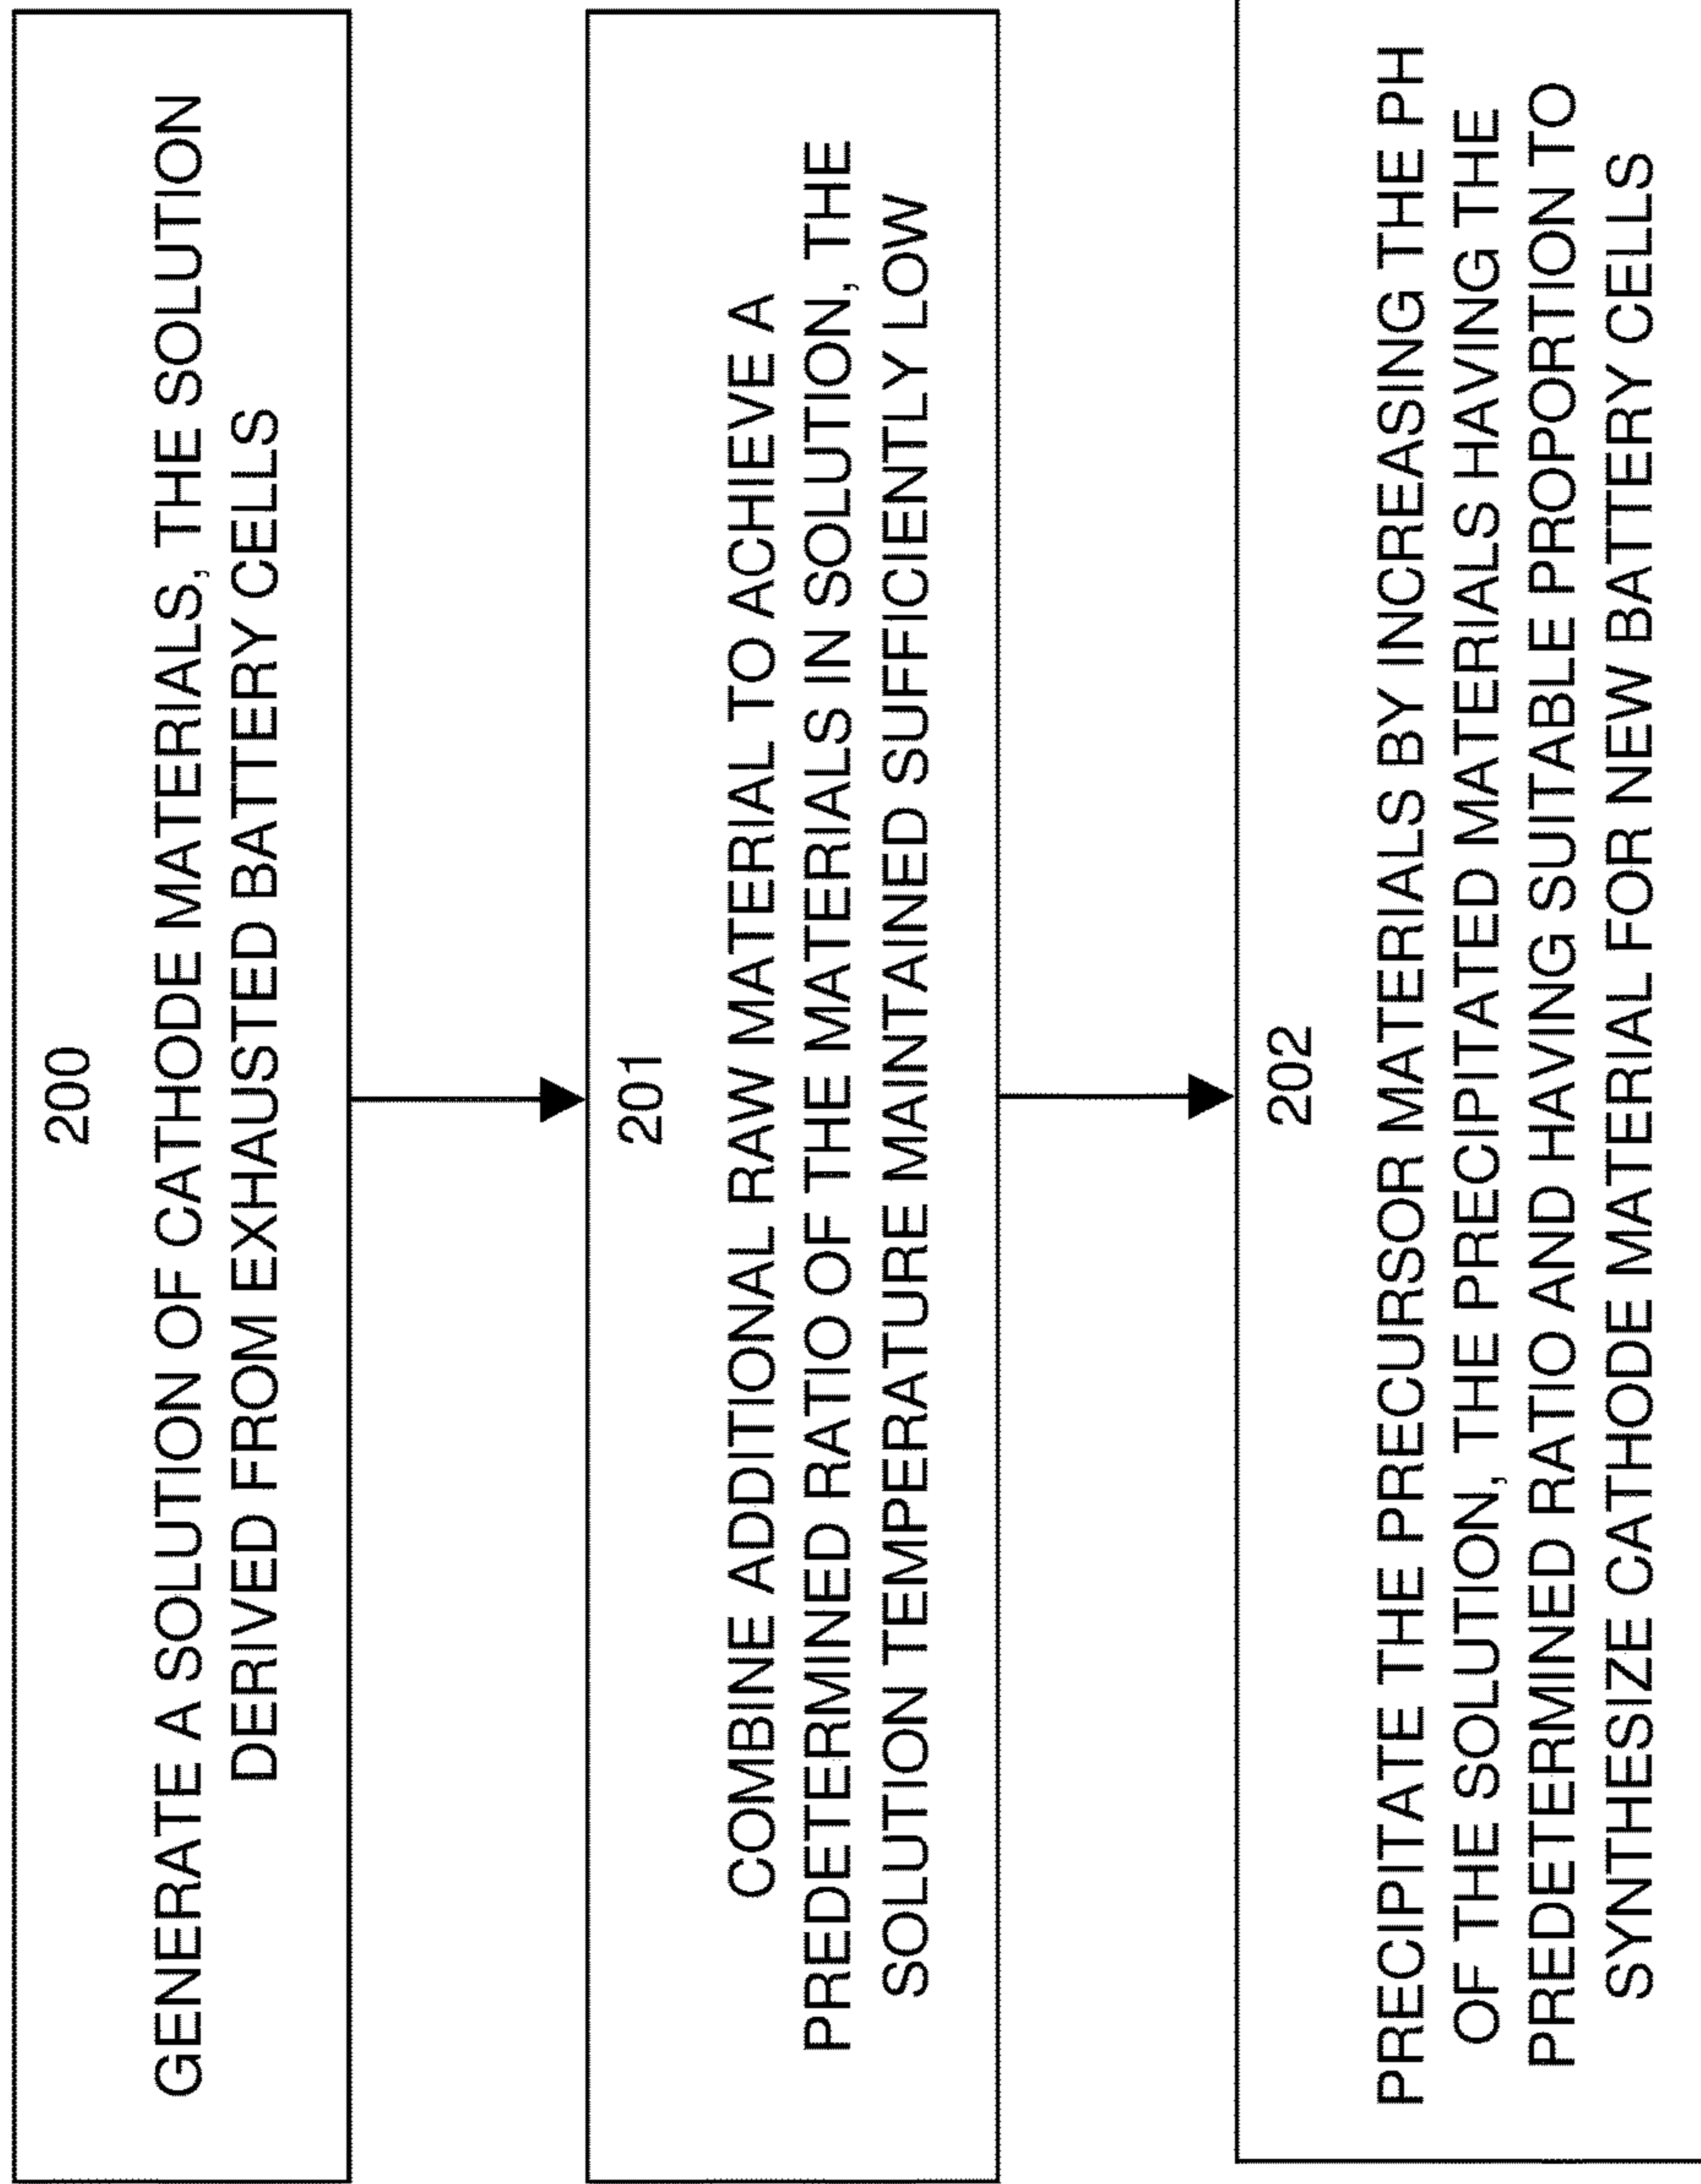 200
GENERATE A SOLUTION OF CATHODE MATERIALS, THE SOLUTION
DERIVED FROM EXHAUSTED BATTERY CELLS
201
COMBINE ADDITIONAL RAW MATERIAL TO ACHIEVE A
PREDETERMINED RATIO OF THE MATERIALS IN SOLUTION, THE
SOLUTION TEMPERATURE MAINTAINED SUFFICIENTLY LOW
202
PRECIPITATE THE PRECURSOR MATERIALS BY INCREASING THE PH
OF THE SOLUTION, THE PRECIPITATED MATERIALS HAVING THE
PREDETERMINED RATIO AND HAVING SUITABLE PROPORTION TO
SYNTHESIZE CATHODE MATERIAL FOR NEW BATTERY CELLS